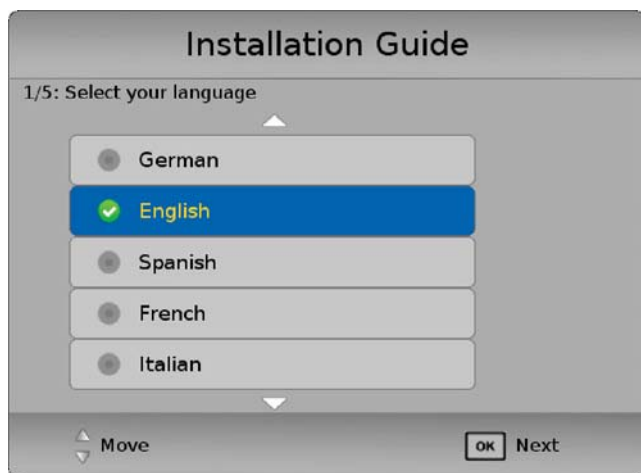 Installation Guide
1/5: Select your language
German
English
Spanish
French
Italian
Move OK Next